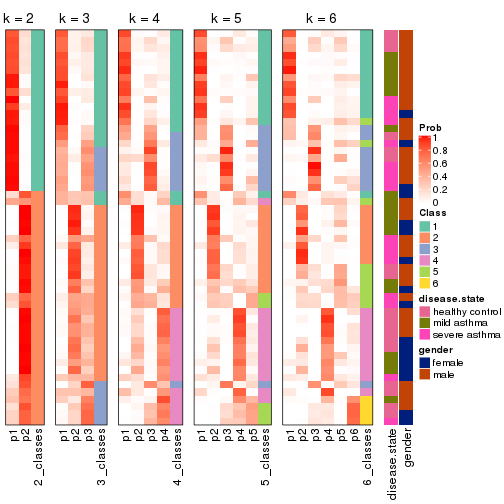 k = 2
k = 3
k = 4
k = 5
k = 6
Prob
1
0.8
0.6
0.4
0.2
0
Class
1
2
3
4
5
6
disease.state
healthy control
mild asthma
severe asthma
gender
female
male
p1
p2
2_classes
p1
p2
p3
3_classes
p1
p2
p3
p4
4_classes
p1
p2
p3
p4
p5
5_classes
p1
p2
p3
p4
p5
p6
6_classes
disease.state
gender